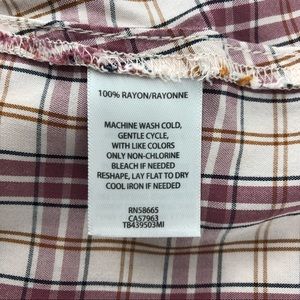 100% RAYON/RAYONNE
MACHINE WASH COLD,
GENTLE CYCLE,
WITH LIKE COLORS
ONLY NON-CHLORINE
BLEACH IF NEEDED
RESHAPE, LAY FLAT TO DRY
COOL IRON IF NEEDED
RN58665
CA57963
TB439503MI